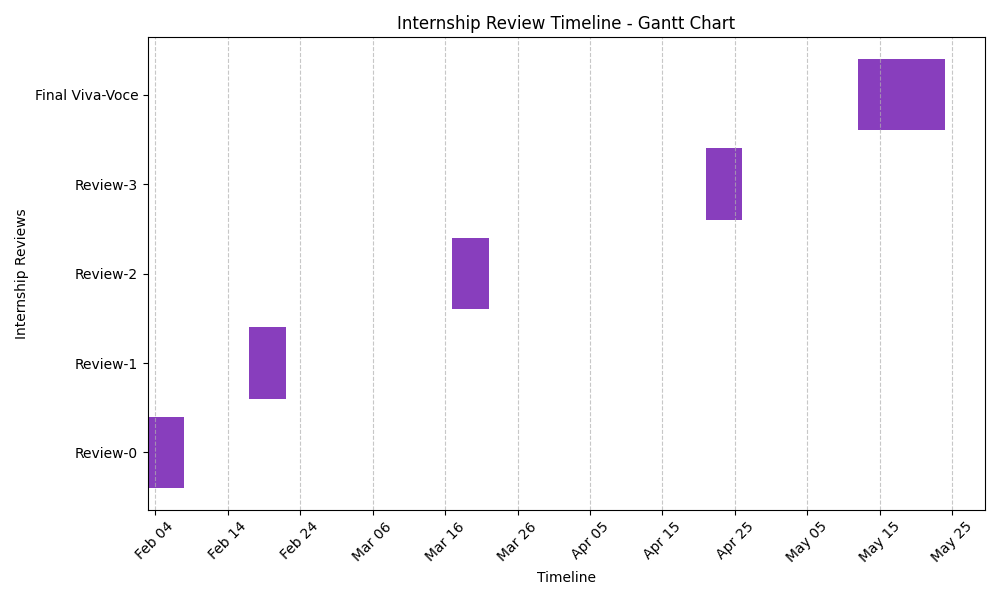 Internship Review Timeline - Gantt Chart
Internship Reviews
Final Viva-Voce
Review-3
Review-2
Review-1
Review-0
Feb 04
Feb 14
Feb 24
Mar 06
Mar 16
Mar 26
Apr 05
Apr 15
Apr 25
May 05
May 15
May 25
Timeline